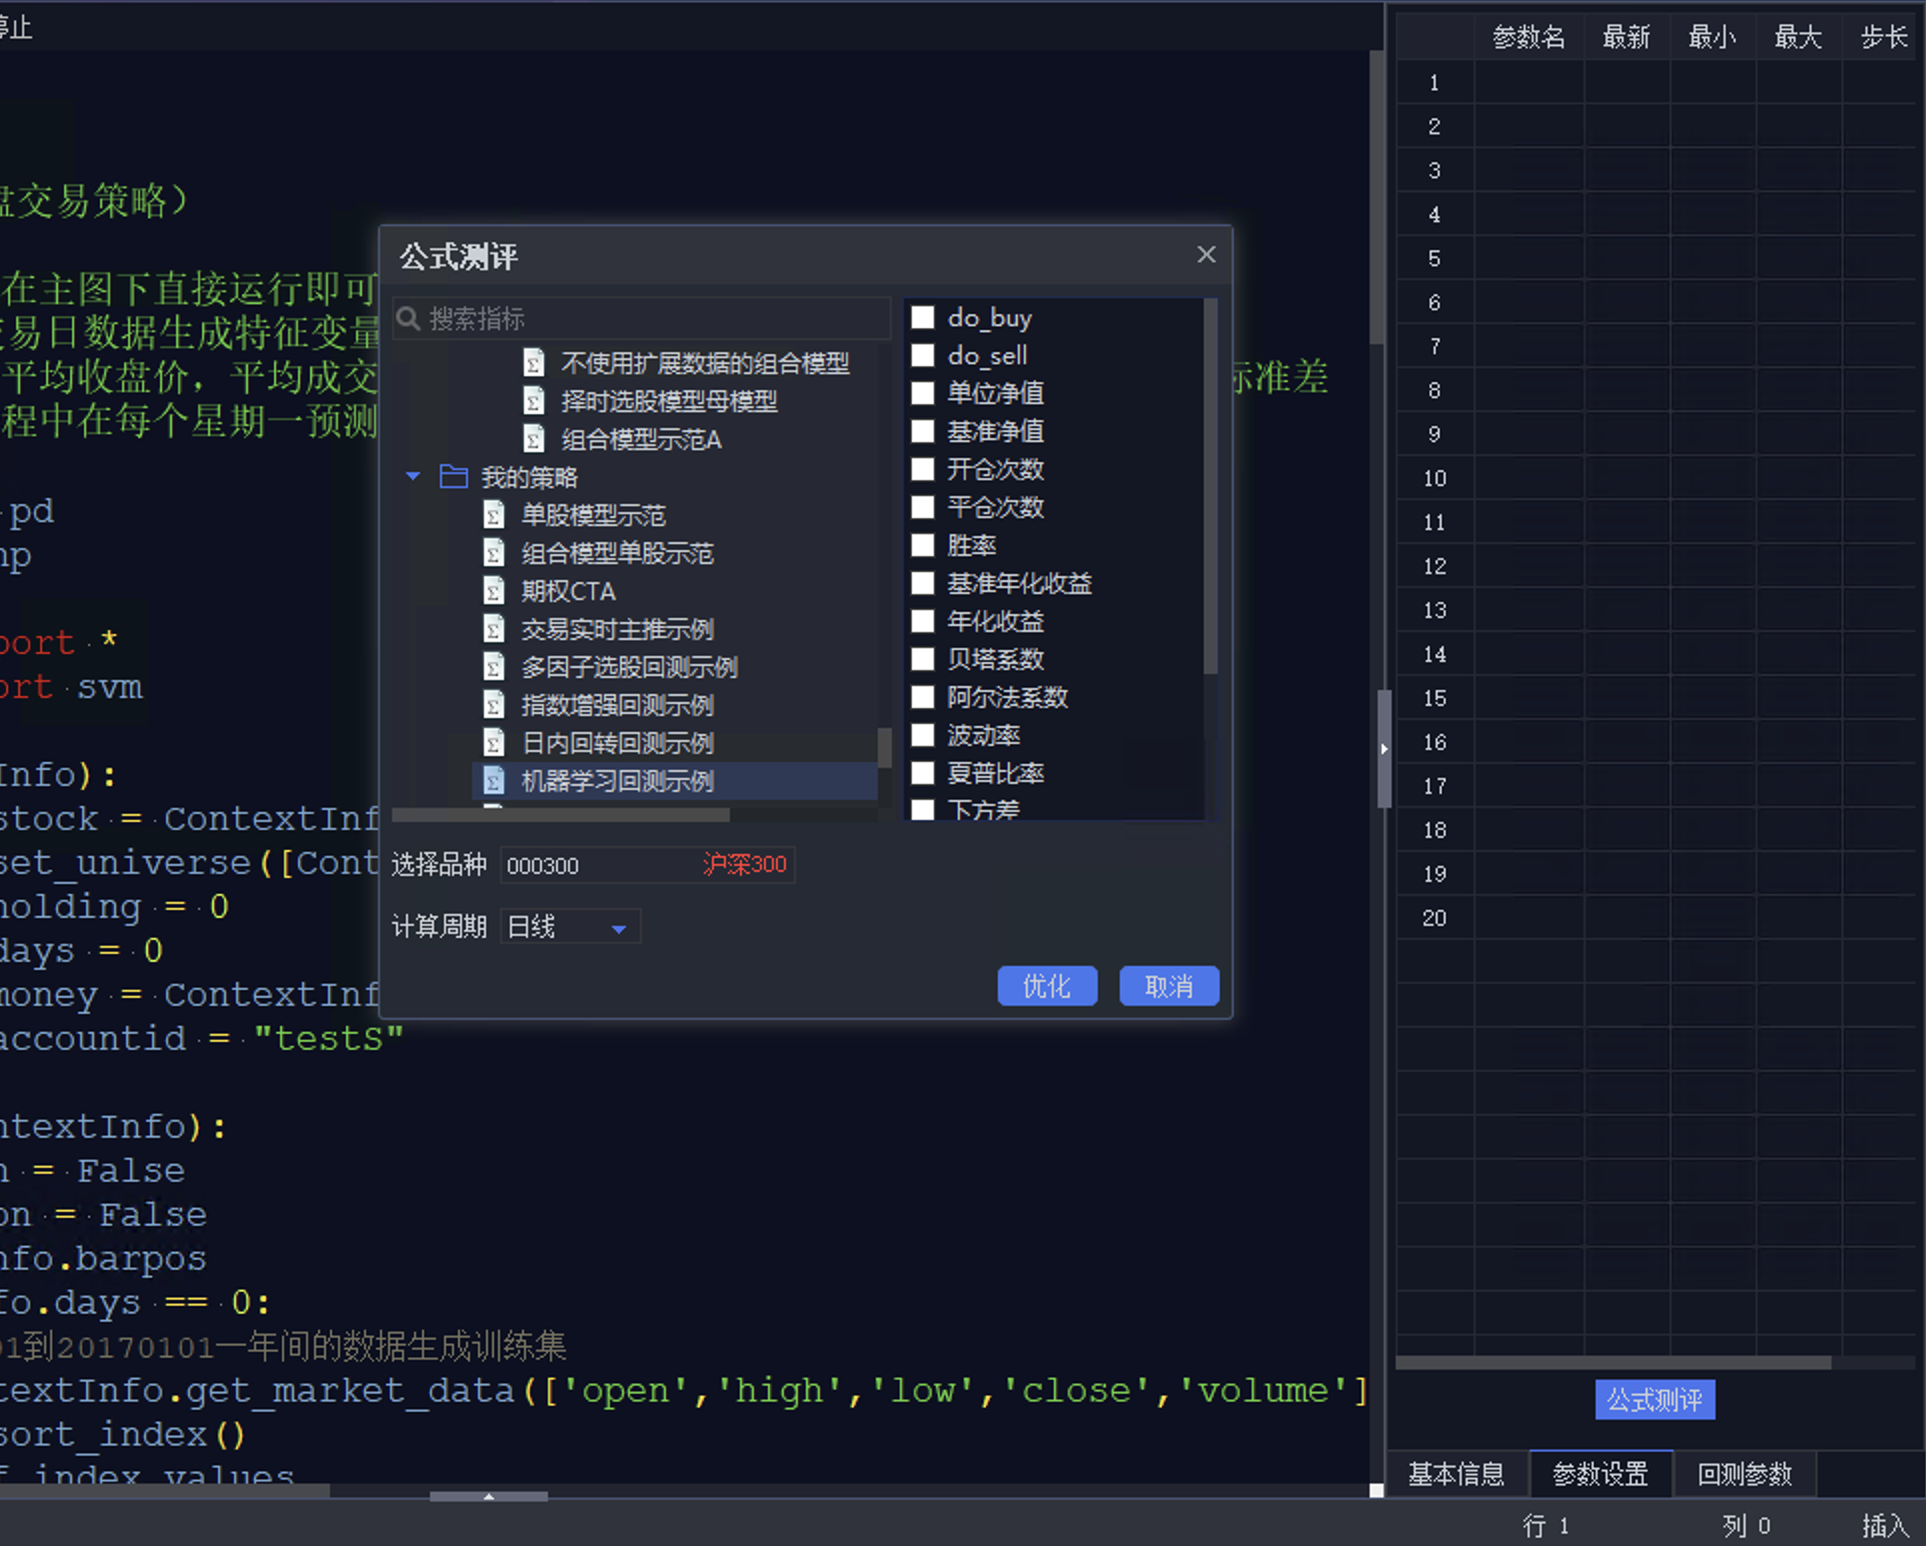 停止
盘交易策略）
在主图下直接运行即可
交易日数据生成特征变量
平均收盘价，平均成交
标准差
程中在每个星期一预测
pd
np
port *
ort svm
Info):
stock = ContextInf
set_universe([Cont
holding = 0
days = 0
money = ContextInf
accountid = "testS"
ntextInfo):
n = False
on = False
nfo.barpos
fo.days == 0:
01到20170101一年间的数据生成训练集
textInfo.get_market_data(['open','high','low','close','volume']
sort_index()
f_index_values
公式测评
搜索指标
不使用扩展数据的组合模型
择时选股模型母模型
组合模型示范A
我的策略
单股模型示范
组合模型单股示范
期权CTA
交易实时主推示例
多因子选股回测示例
指数增强回测示例
日内回转回测示例
机器学习回测示例
do_buy
do_sell
单位净值
基准净值
开仓次数
平仓次数
胜率
基准年化收益
年化收益
贝塔系数
阿尔法系数
波动率
夏普比率
下方差
选择品种 000300 沪深300
计算周期 日线
优化 取消
参数名 最新 最小 最大 步长
1
2
3
4
5
6
7
8
9
10
11
12
13
14
15
16
17
18
19
20
公式测评
基本信息 参数设置 回测参数
行 1 列 0 插入